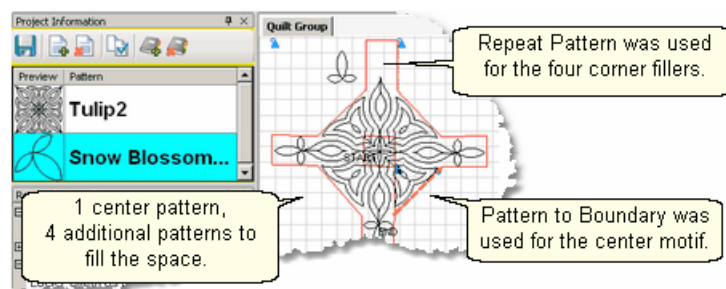 Project Information
Quilt Group
Preview Pattern
Tulip2
Snow Blossom...
Repeat Pattern was used
for the four corner fillers.
START
1 center pattern,
4 additional patterns to
fill the space.
Pattern to Boundary was
used for the center motif.
END